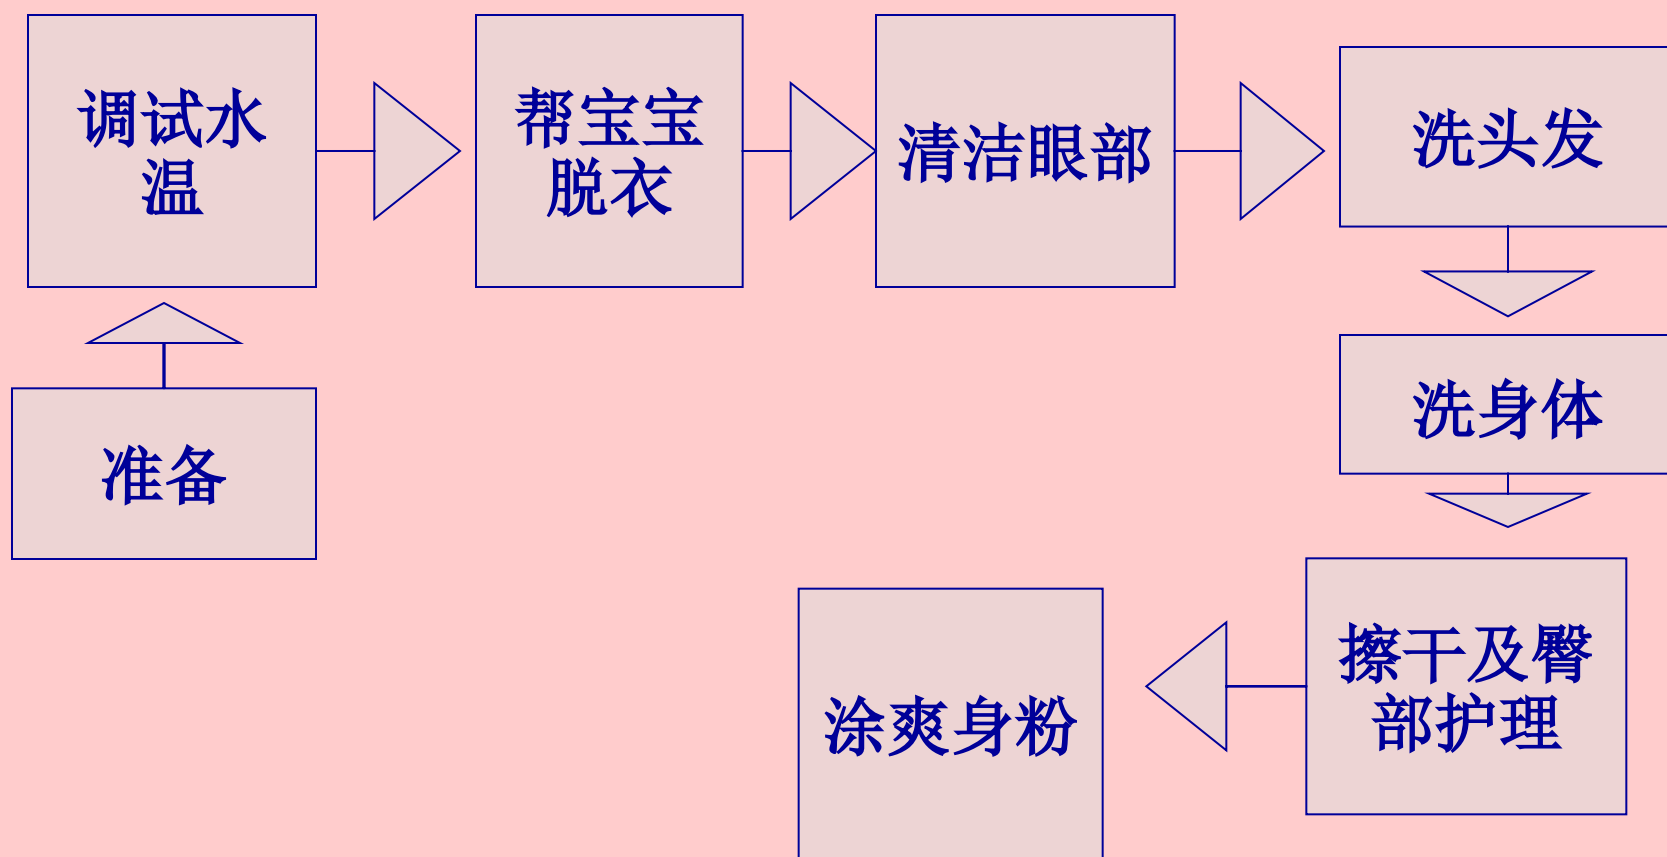 调试水
温
帮宝宝
脱衣
清洁眼部
洗头发
准备
洗身体
擦干及臀
部护理
涂爽身粉